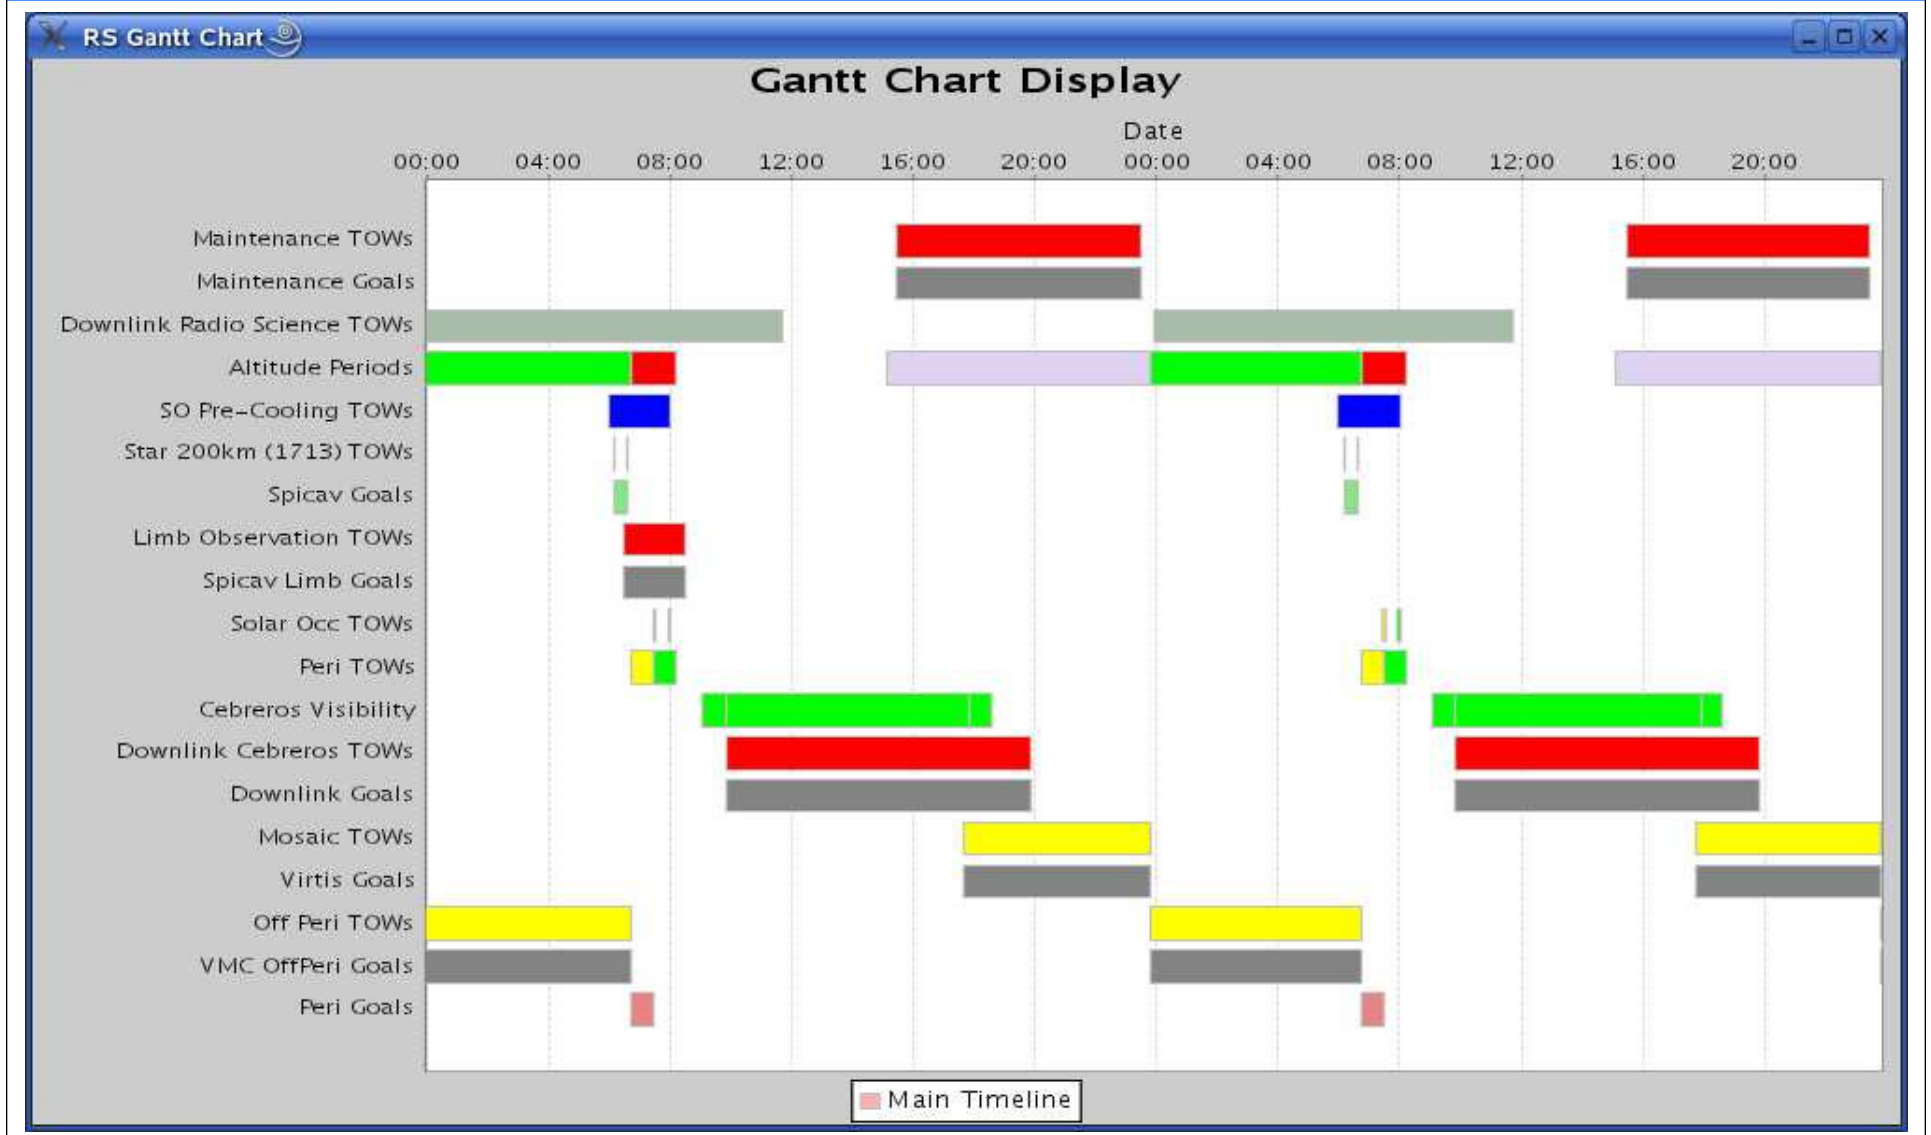 RS Gantt Chart
Gantt Chart Display
Date
00:00 04:00 08:00 12:00 16:00 20:00 00:00 04:00 08:00 12:00 16:00 20:00
Maintenance TOWs
Maintenance Goals
Downlink Radio Science TOWs
Altitude Periods
SO Pre-Cooling TOWs
Star 200km (1713) TOWs
Spicav Goals
Limb Observation TOWs
Spicav Limb Goals
Solar Occ TOWs
Peri TOWs
Cebreros Visibility
Downlink Cebreros TOWs
Downlink Goals
Mosaic TOWs
Virtis Goals
Off Peri TOWs
VMC OffPeri Goals
Peri Goals
Main Timeline